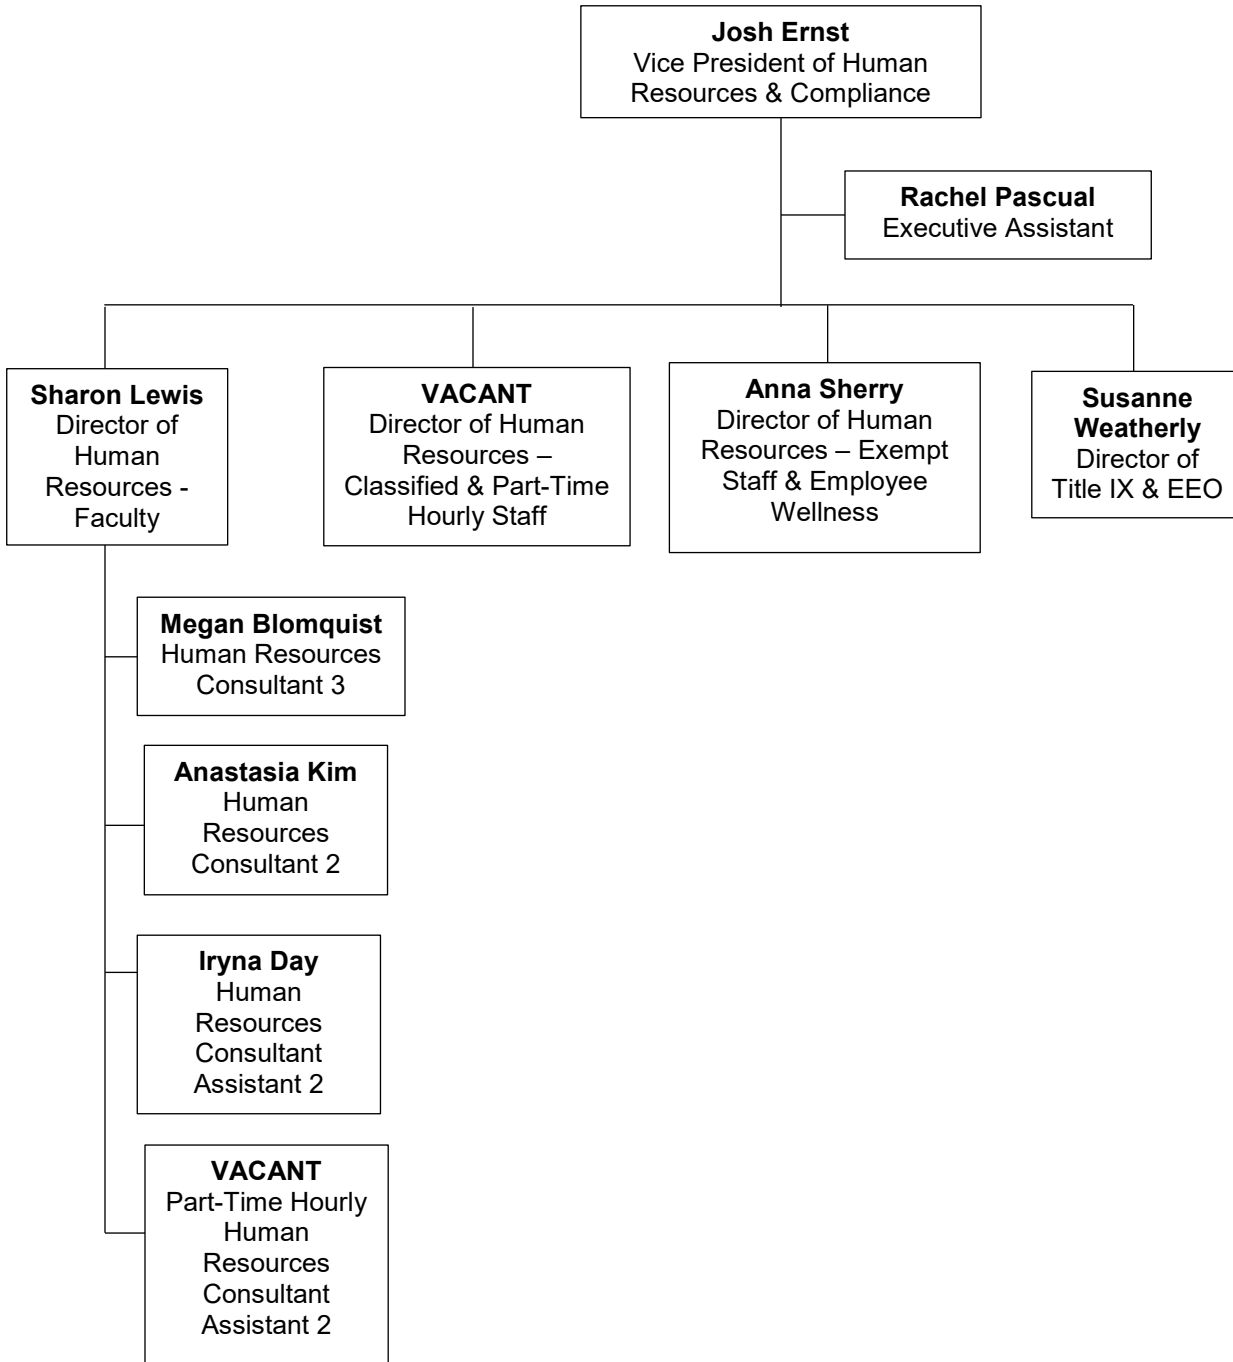 Josh Ernst
Vice President of Human
Resources & Compliance
Rachel Pascual
Executive Assistant
Sharon Lewis
Director of
Human
Resources -
Faculty
VACANT
Director of Human
Resources –
Classified & Part-Time
Hourly Staff
Anna Sherry
Director of Human
Resources – Exempt
Staff & Employee
Wellness
Susanne
Weatherly
Director of
Title IX & EEO
Megan Blomquist
Human Resources
Consultant 3
Anastasia Kim
Human
Resources
Consultant 2
Iryna Day
Human
Resources
Consultant
Assistant 2
VACANT
Part-Time Hourly
Human
Resources
Consultant
Assistant 2